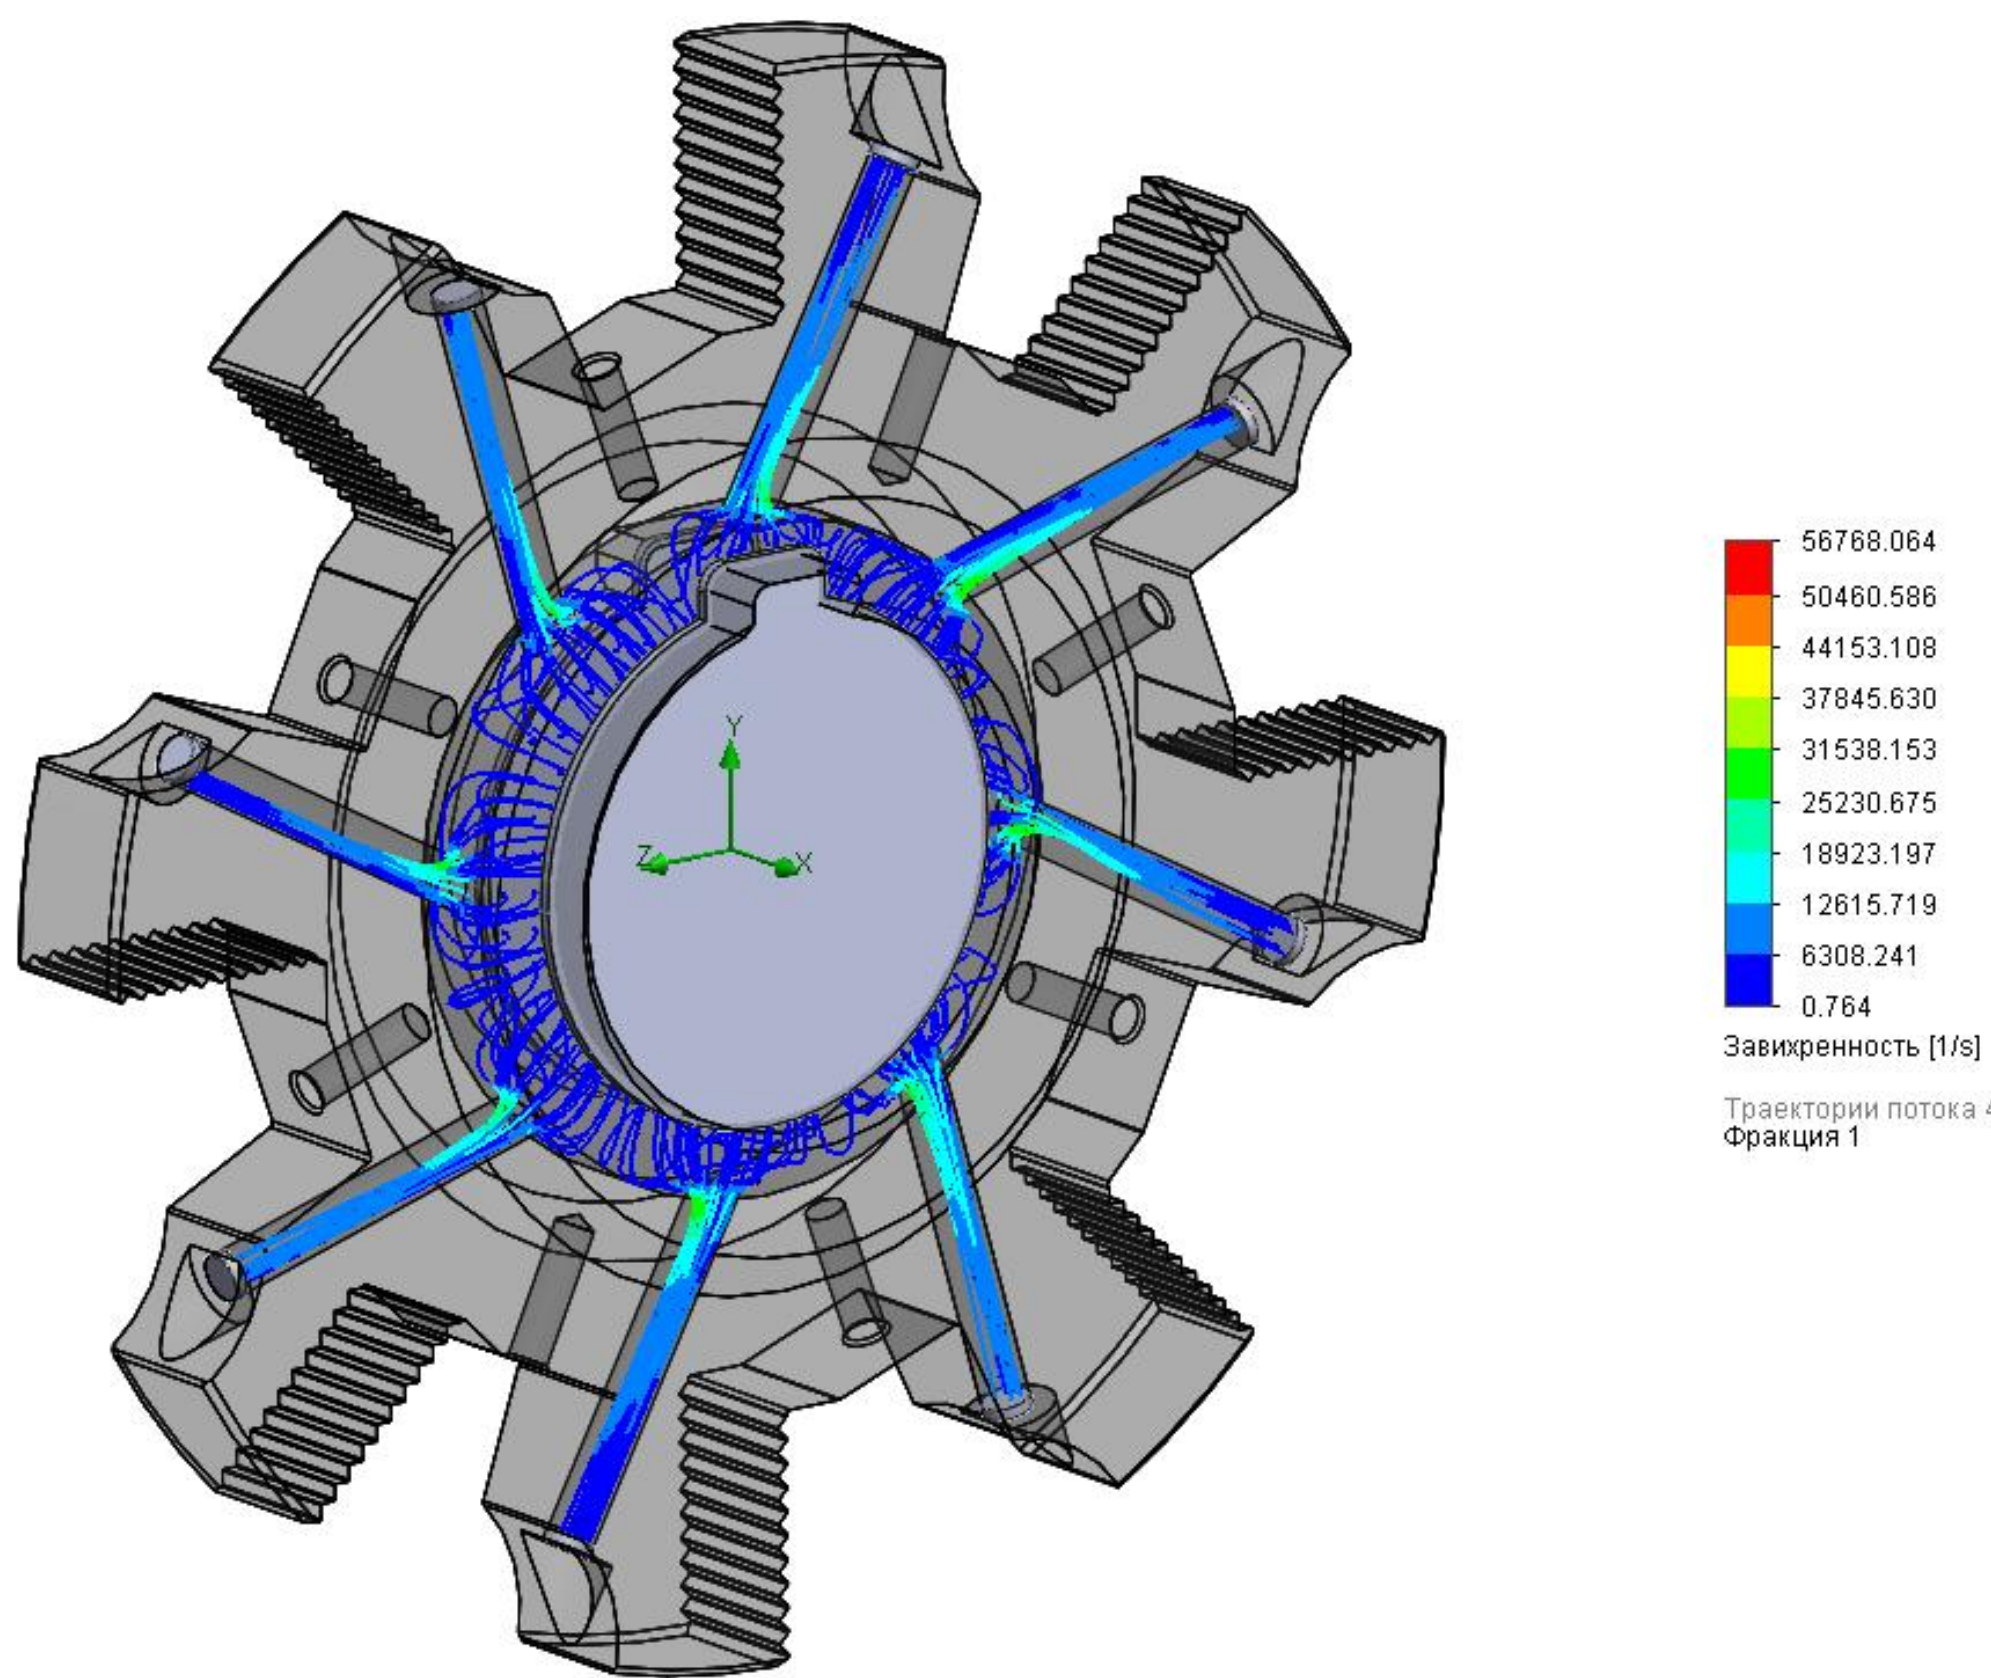 Y
Z
X
56768.064
50460.586
44153.108
37845.630
31538.153
25230.675
18923.197
12615.719
6308.241
0.764
Завихренность [1/s]
Траектории потока 4
Фракция 1